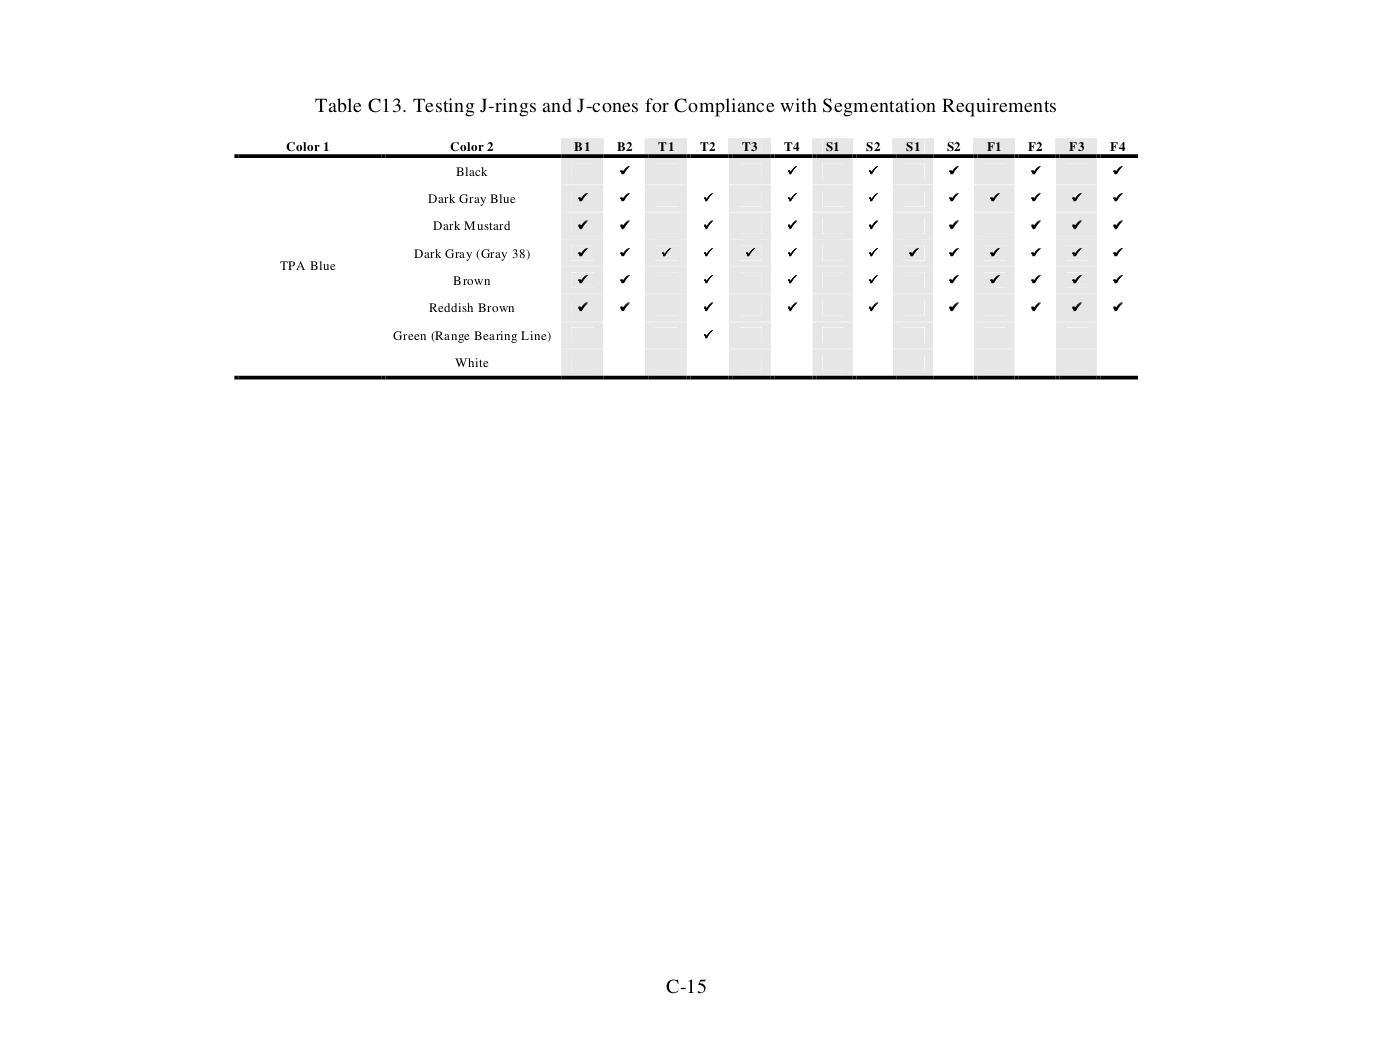 Table C13. Testing J-rings and J-cones for Compliance with Segmentation Requirements
Color 1 Color 2 B1 B2 T1 T2 T3 T4 S1 S2 S1 S2 F1 F2 F3 F4
Black ✔ ✔ ✔ ✔ ✔ ✔
Dark Gray Blue ✔ ✔ ✔ ✔ ✔ ✔ ✔ ✔ ✔ ✔
Dark Mustard ✔ ✔ ✔ ✔ ✔ ✔ ✔ ✔ ✔
Dark Gray (Gray 38) ✔ ✔ ✔ ✔ ✔ ✔ ✔ ✔ ✔ ✔ ✔ ✔ ✔
TPA Blue
Brown ✔ ✔ ✔ ✔ ✔ ✔ ✔ ✔ ✔ ✔
Reddish Brown ✔ ✔ ✔ ✔ ✔ ✔ ✔ ✔ ✔
Green (Range Bearing Line) ✔
White
C-15